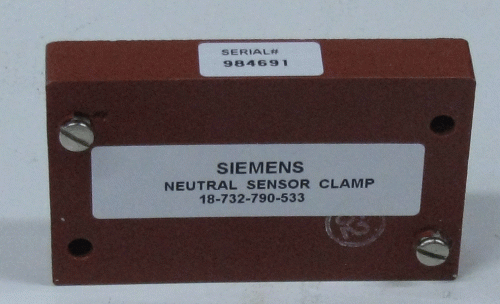 SERIAL#
984691
SIEMENS
NEUTRAL SENSOR CLAMP
18-732-790-533